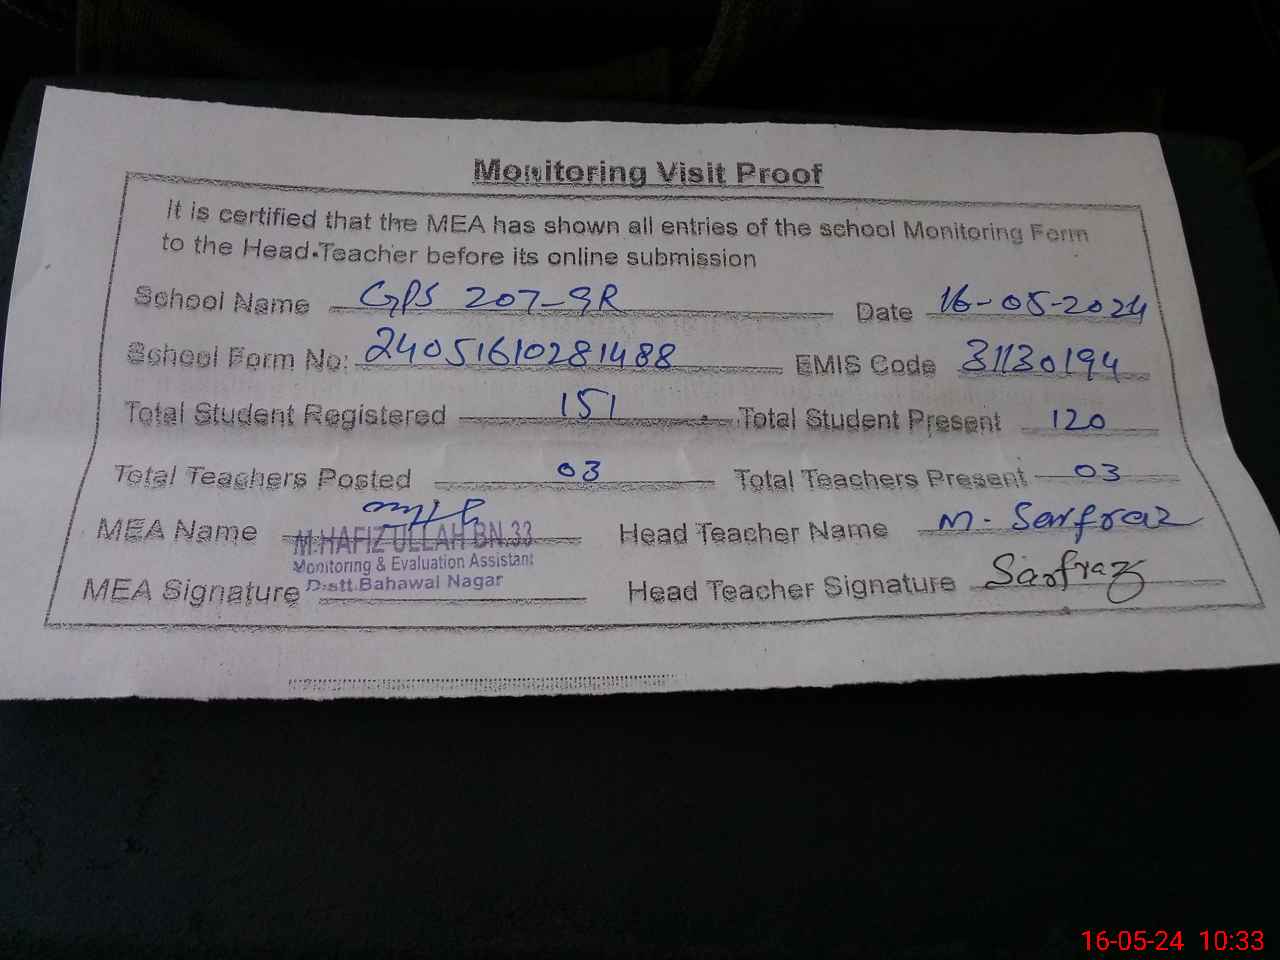 Monitoring Visit Proof
It is certified that the MEA has shown all entries of the school Monitoring Form
to the Head Teacher before its online submission
School Name GPS 207-9R Date 16-05-2024
School Form No: 24051610281488 EMIS Code 31130194
Total Student Registered 151 Total Student Present 120
Total Teachers Posted 03 Total Teachers Present 03
MEA Name M.HAFIZ ULLAH BN.33 Head Teacher Name M. Sarfraz
Monitoring & Evaluation Assistant
Distt.Bahawal Nagar
MEA Signature Head Teacher Signature Sarfraz
16-05-24 10:33